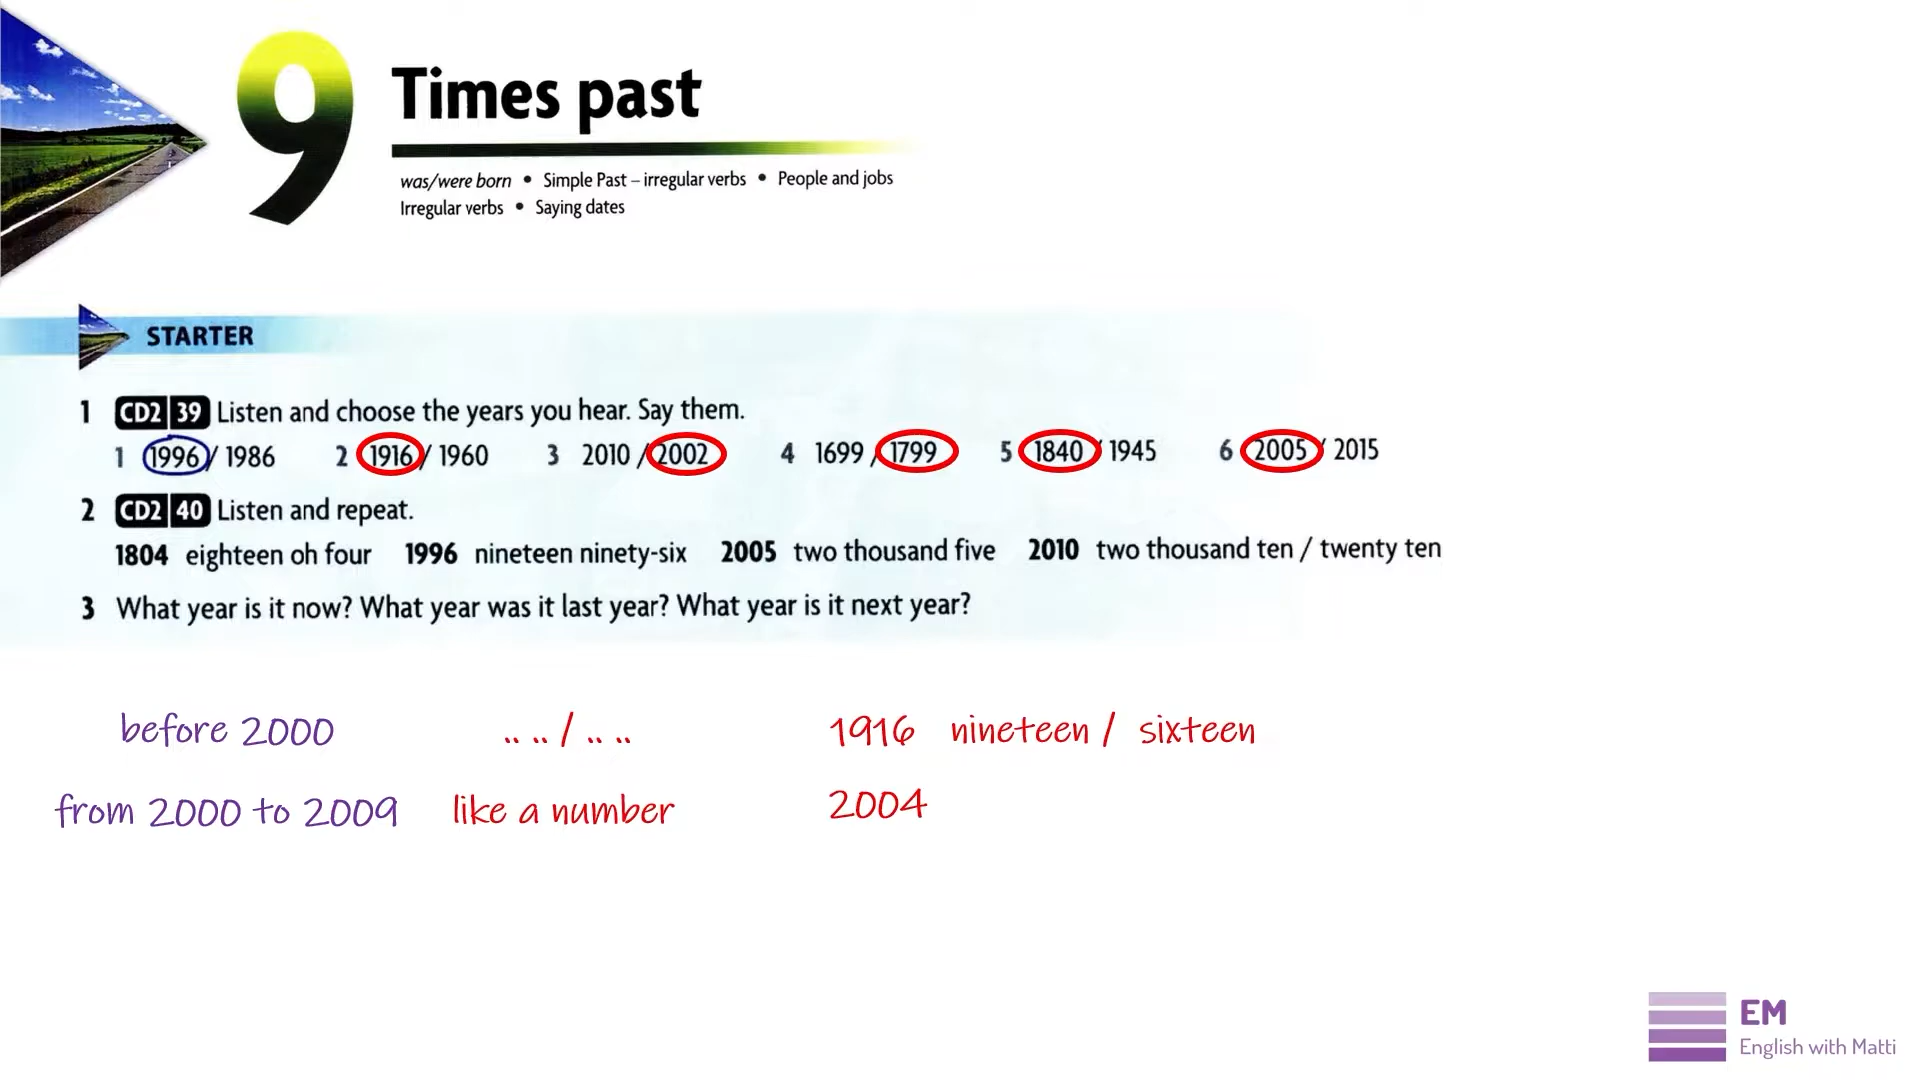 9 Times past
was/were born • Simple Past – irregular verbs • People and jobs
Irregular verbs • Saying dates
STARTER
1 CD2 39 Listen and choose the years you hear. Say them.
1 1996 / 1986 2 1916 / 1960 3 2010 / 2002 4 1699 / 1799 5 1840 / 1945 6 2005 / 2015
2 CD2 40 Listen and repeat.
1804 eighteen oh four 1996 nineteen ninety-six 2005 two thousand five 2010 two thousand ten / twenty ten
3 What year is it now? What year was it last year? What year is it next year?
before 2000 .. .. / .. .. 1916 nineteen / sixteen
from 2000 to 2009 like a number 2004
EM
English with Matti